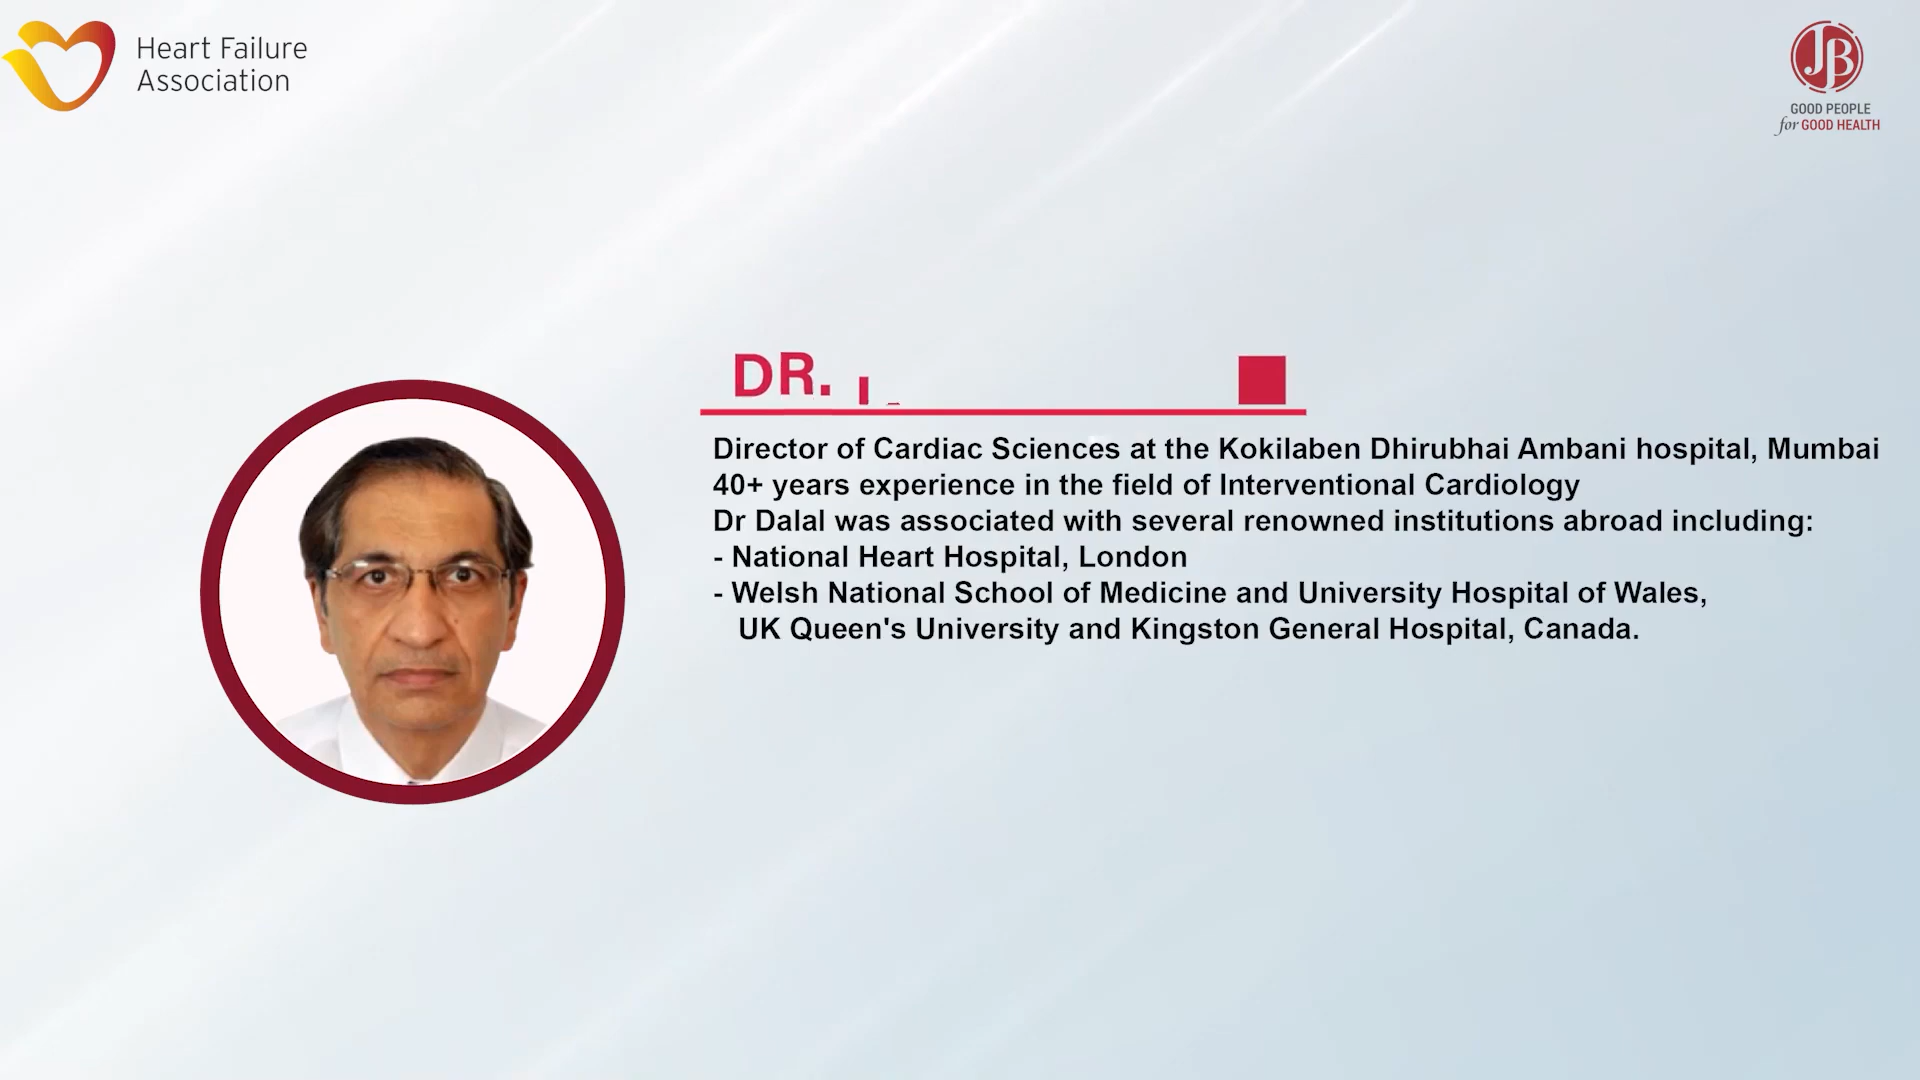 Heart Failure
Association
JB
GOOD PEOPLE
for GOOD HEALTH
DR.
Director of Cardiac Sciences at the Kokilaben Dhirubhai Ambani hospital, Mumbai
40+ years experience in the field of Interventional Cardiology
Dr Dalal was associated with several renowned institutions abroad including:
- National Heart Hospital, London
- Welsh National School of Medicine and University Hospital of Wales,
UK Queen's University and Kingston General Hospital, Canada.